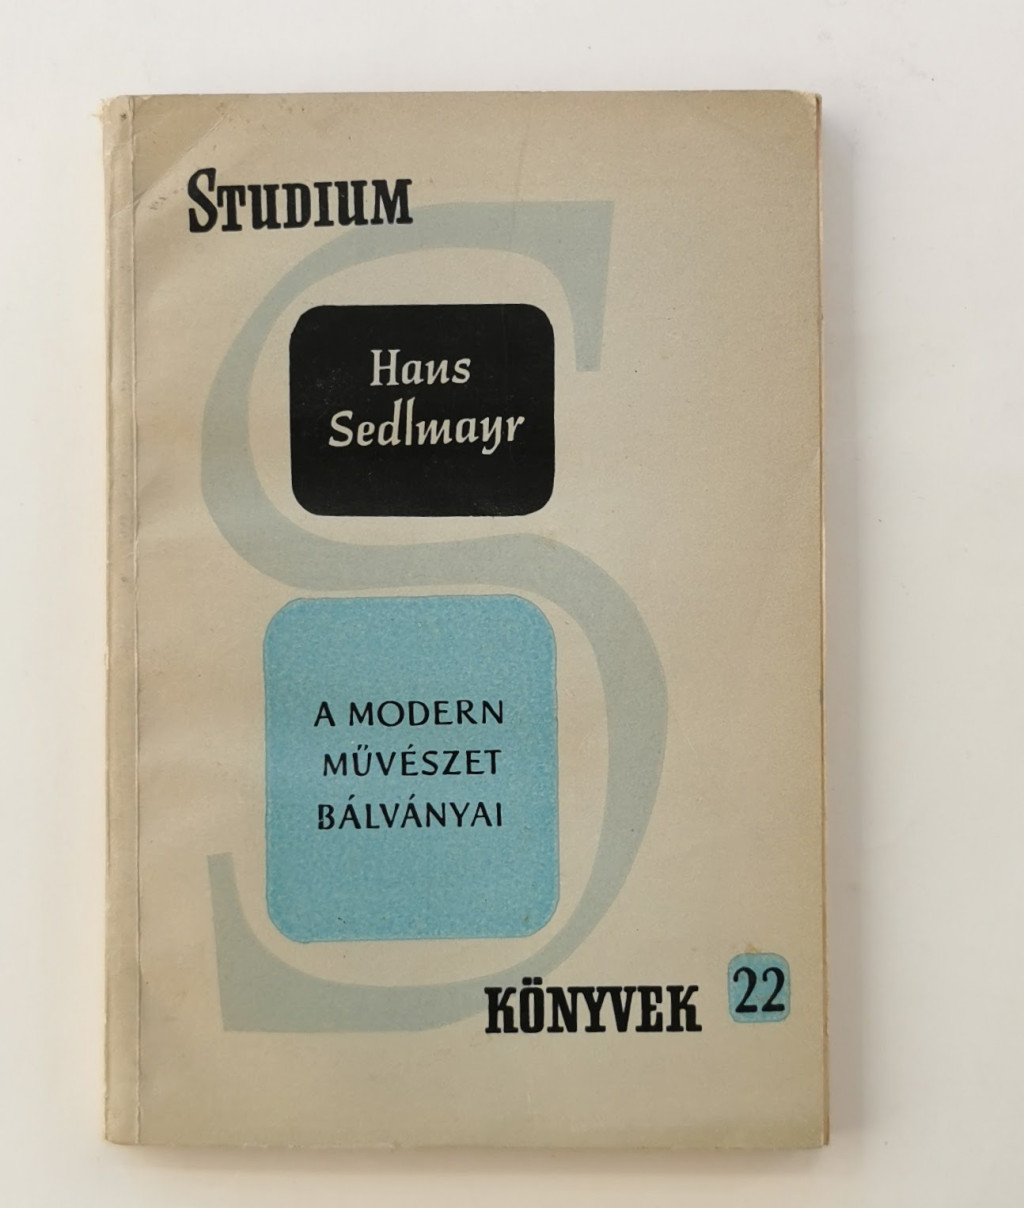 STUDIUM
Hans
Sedlmayr
A MODERN
MŰVÉSZET
BÁLVÁNYAI
KÖNYVEK 22